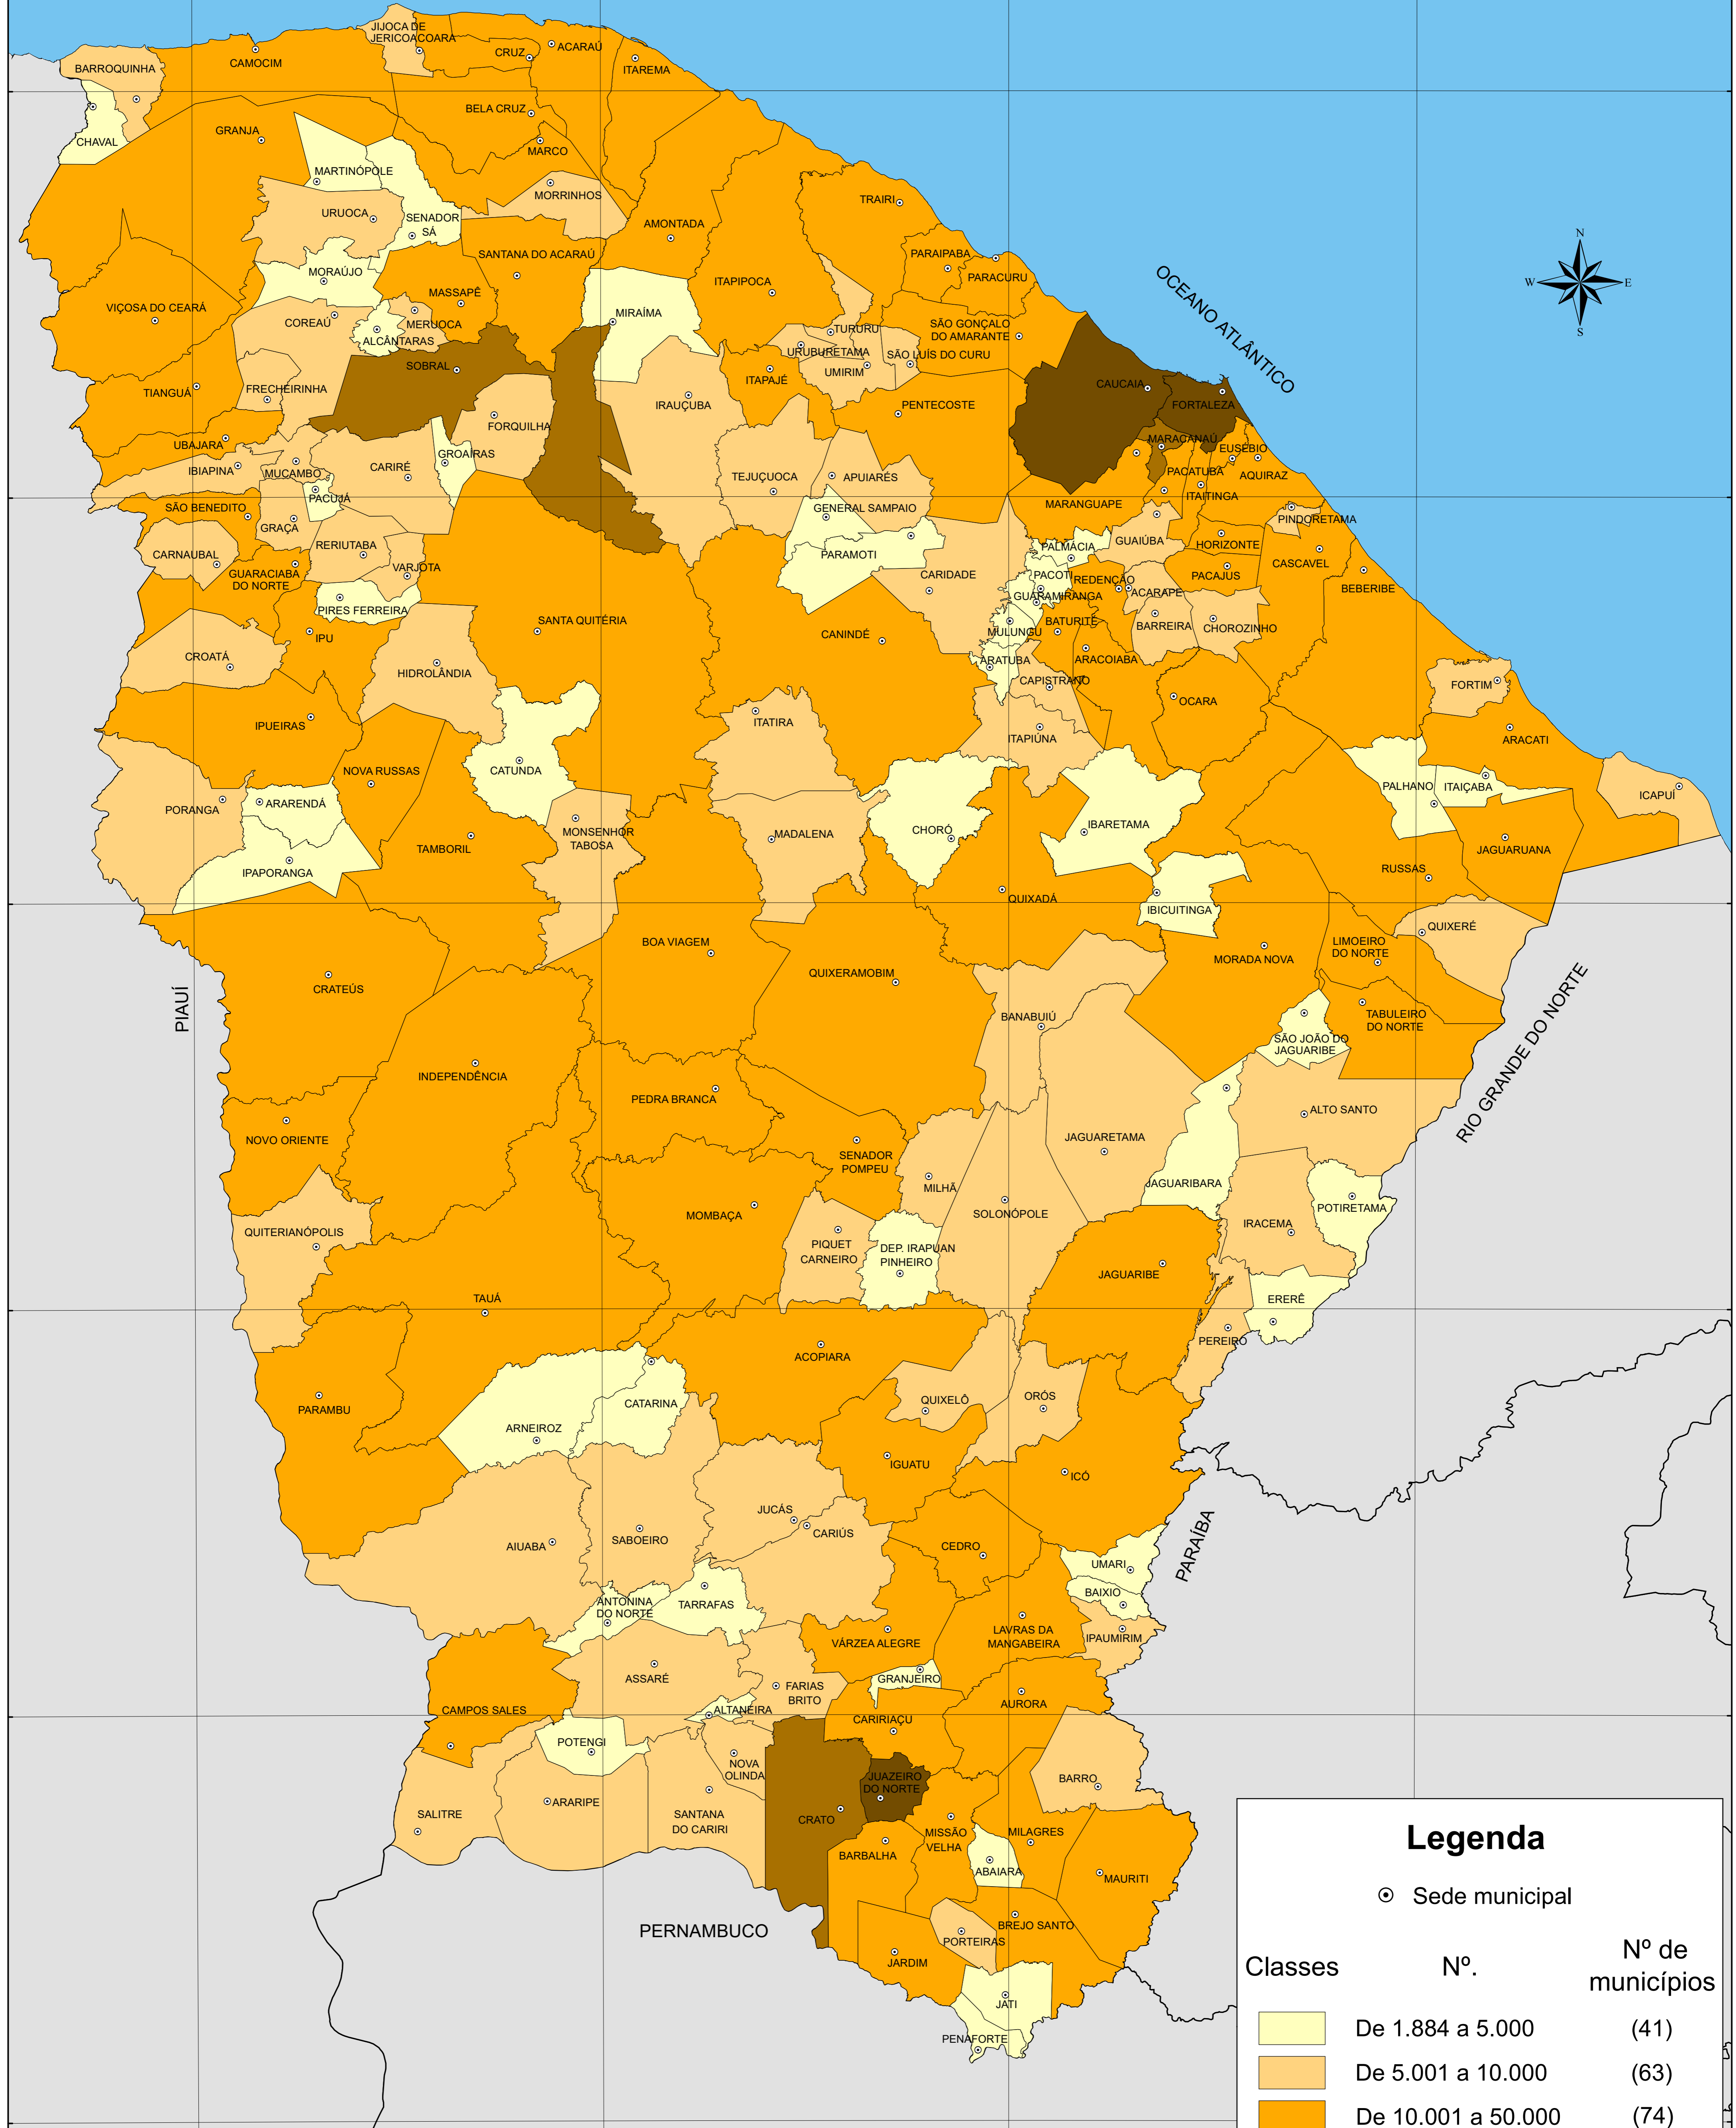 JIJOCA DE
JERICOACOARA
CRUZ
ACARAÚ
ITAREMA
BARROQUINHA
CAMOCIM
BELA CRUZ
CHAVAL
GRANJA
MARCO
MARTINÓPOLE
MORRINHOS
URUOCA
SENADOR
SÁ
TRAIRI
AMONTADA
SANTANA DO ACARAÚ
PARAIPABA
PARACURU
N
W
E
S
OCEANO ATLÂNTICO
MORAÚJO
ITAPIPOCA
VIÇOSA DO CEARÁ
MASSAPÊ
MIRAÍMA
COREAÚ
MERUOCA
ALCÂNTARAS
TURURU
SÃO GONÇALO
DO AMARANTE
URUBURETAMA
SÃO LUÍS DO CURU
UMIRIM
SOBRAL
ITAPAJÉ
CAUCAIA
TIANGUÁ
FRECHEIRINHA
IRAUÇUBA
PENTECOSTE
FORTALEZA
FORQUILHA
UBAJARA
MARACANAÚ
EUSÉBIO
GROAÍRAS
IBIAPINA
MUCAMBO
CARIRÉ
TEJUÇUOCA
APUIARÉS
PACATUBA
AQUIRAZ
PACUJÁ
ITAITINGA
MARANGUAPE
SÃO BENEDITO
GENERAL SAMPAIO
PINDORETAMA
GRAÇA
CARNAUBAL
RERIUTABA
PARAMOTI
PALMÁCIA
GUAIÚBA
HORIZONTE
GUARACIABA
DO NORTE
VARJOTA
CARIDADE
PACOTI
REDENÇÃO
PACAJUS
CASCAVEL
BEBERIBE
PIRES FERREIRA
GUARAMIRANGA
ACARAPE
SANTA QUITÉRIA
IPU
CANINDÉ
MULUNGU
BATURITÉ
BARREIRA
CHOROZINHO
CROATÁ
HIDROLÂNDIA
ARATUBA
ARACOIABA
CAPISTRANO
FORTIM
OCARA
IPUEIRAS
ITATIRA
ITAPIÚNA
ARACATI
NOVA RUSSAS
CATUNDA
PORANGA
ARARENDÁ
PALHANO
ITAIÇABA
ICAPUÍ
MONSENHOR
TABOSA
MADALENA
CHORÓ
IBARETAMA
TAMBORIL
JAGUARUANA
IPAPORANGA
RUSSAS
QUIXADÁ
IBICUITINGA
QUIXERÉ
BOA VIAGEM
LIMOEIRO
DO NORTE
MORADA NOVA
QUIXERAMOBIM
CRATEÚS
PIAUÍ
BANABUIÚ
TABULEIRO
DO NORTE
RIO GRANDE DO NORTE
SÃO JOÃO DO
JAGUARIBE
INDEPENDÊNCIA
PEDRA BRANCA
ALTO SANTO
NOVO ORIENTE
JAGUARETAMA
SENADOR
POMPEU
MILHÃ
JAGUARIBARA
POTIRETAMA
MOMBAÇA
SOLONÓPOLE
IRACEMA
QUITERIANÓPOLIS
PIQUET
CARNEIRO
DEP. IRAPUAN
PINHEIRO
JAGUARIBE
TAUÁ
ERERÊ
PEREIRO
ACOPIARA
PARAMBU
CATARINA
QUIXELÔ
ORÓS
ARNEIROZ
IGUATU
ICÓ
JUCÁS
CARIÚS
AIUABA
SABOEIRO
CEDRO
PARAÍBA
UMARI
BAIXIO
ANTONINA
DO NORTE
TARRAFAS
LAVRAS DA
MANGABEIRA
IPAUMIRIM
VÁRZEA ALEGRE
ASSARÉ
GRANJEIRO
FARIAS
BRITO
AURORA
CAMPOS SALES
ALTANEIRA
CARIRIAÇU
POTENGI
NOVA
OLINDA
JUAZEIRO
DO NORTE
BARRO
ARARIPE
SALITRE
SANTANA
DO CARIRI
CRATO
MISSÃO
VELHA
MILAGRES
BARBALHA
ABAIARA
MAURITI
PERNAMBUCO
BREJO SANTO
PORTEIRAS
JARDIM
JATI
PENAFORTE
Legenda
Sede municipal
Classes
Nº.
Nº de
municípios
De 1.884 a 5.000
(41)
De 5.001 a 10.000
(63)
De 10.001 a 50.000
(74)